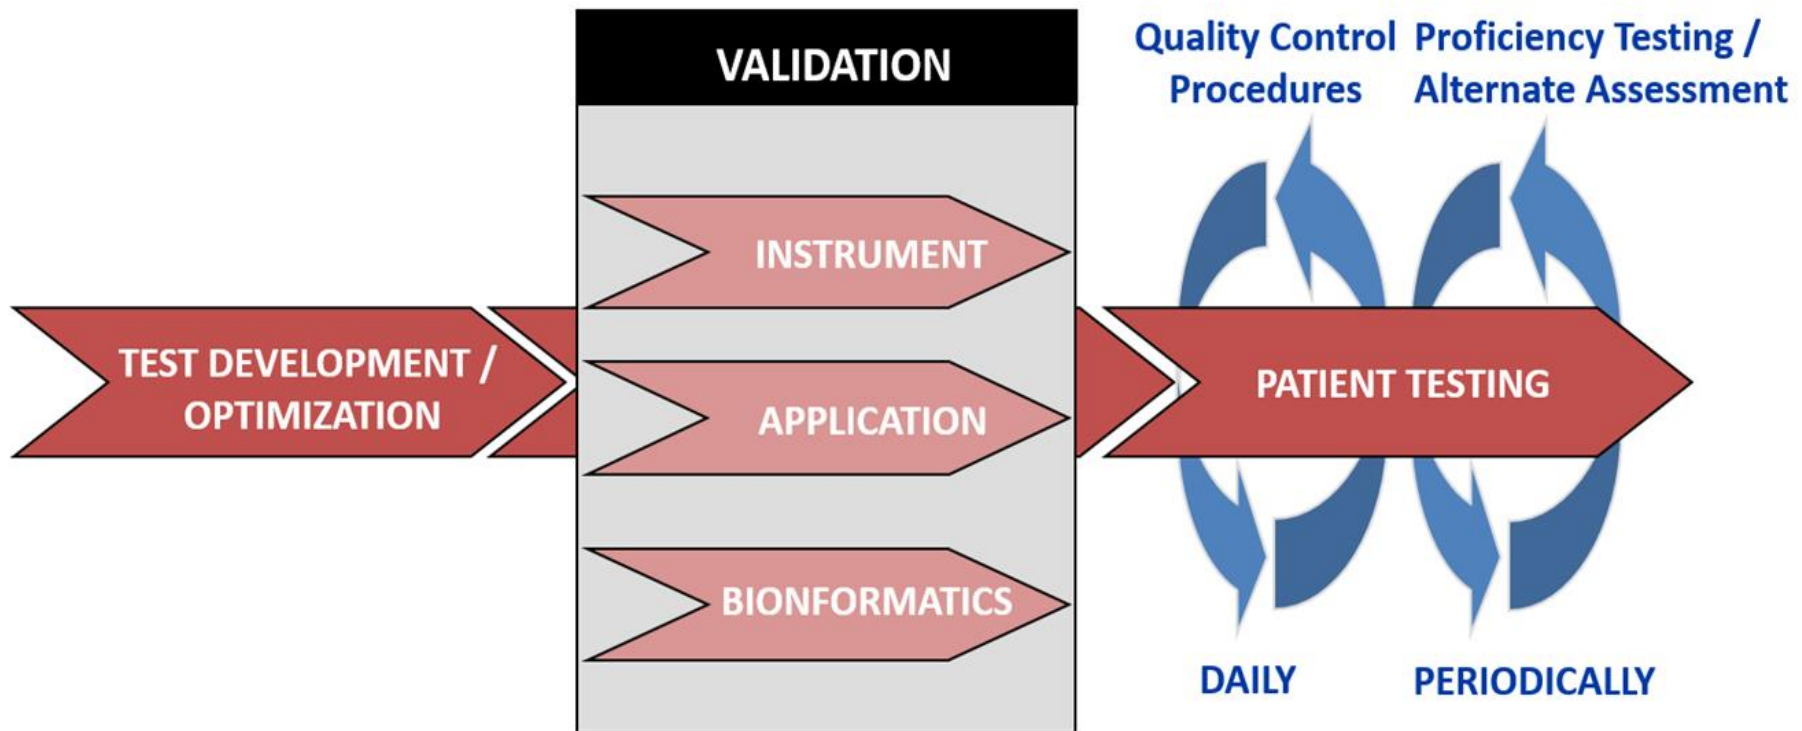 TEST DEVELOPMENT /
OPTIMIZATION
VALIDATION
INSTRUMENT
APPLICATION
BIONFORMATICS
Quality Control
Procedures
Proficiency Testing /
Alternate Assessment
PATIENT TESTING
DAILY
PERIODICALLY